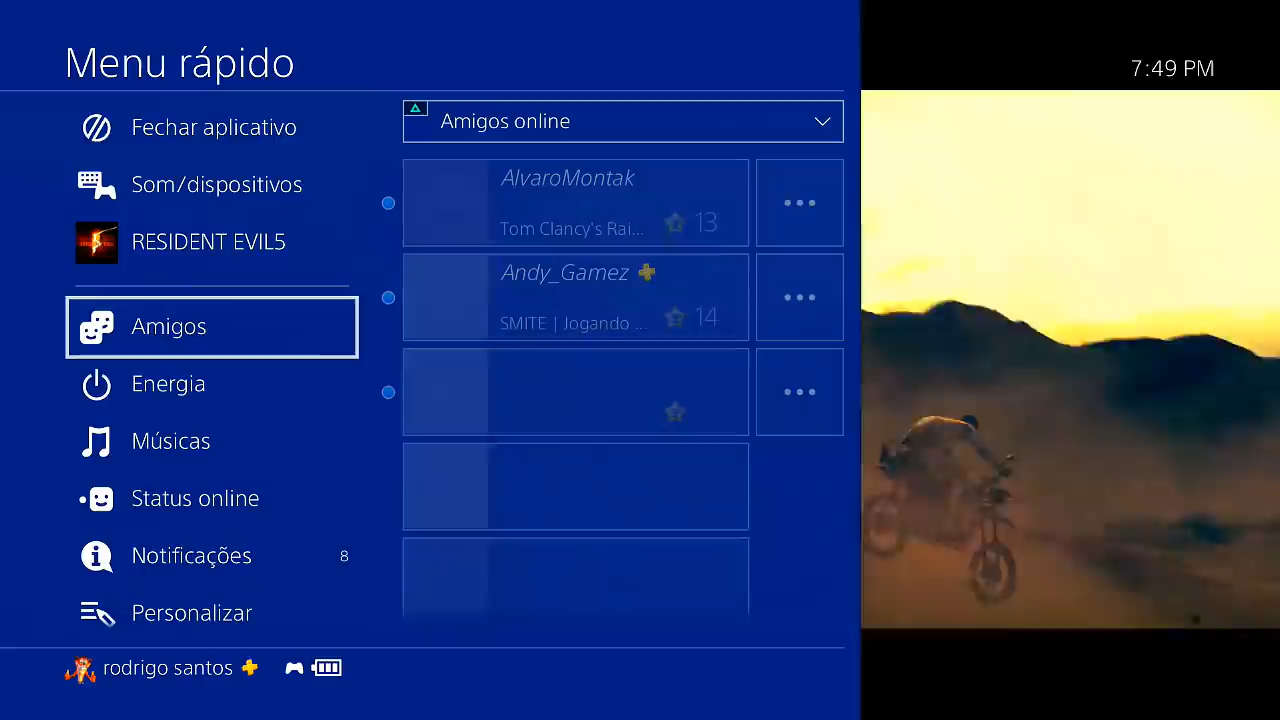 Menu rápido
7:49 PM
Fechar aplicativo
Som/dispositivos
RESIDENT EVIL5
Amigos
Energia
Músicas
Status online
Notificações 8
Personalizar
Amigos online
AlvaroMontak
Tom Clancy's Rai... 13
Andy_Gamez
SMITE | Jogando ... 14
rodrigo santos